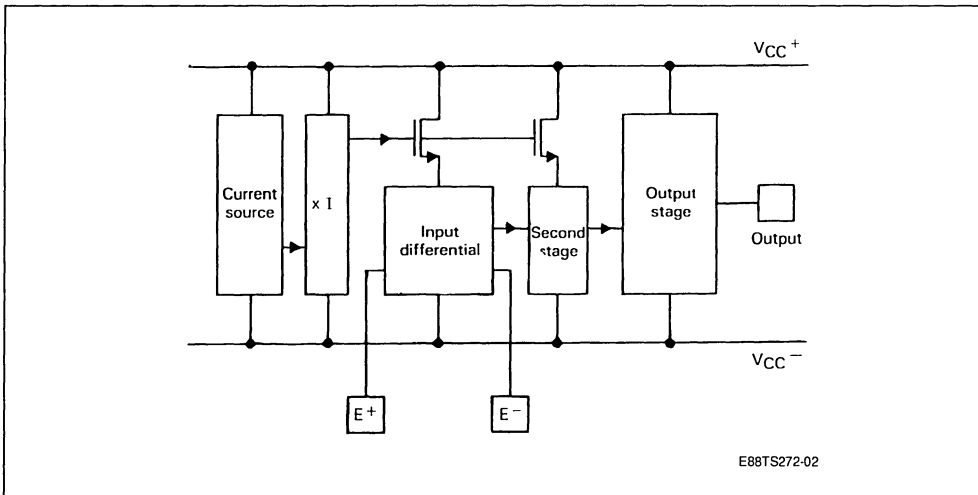 VCC+
Current
source
x I
Input
differential
Second
stage
Output
stage
Output
VCC−
E+
E−
E88TS272-02